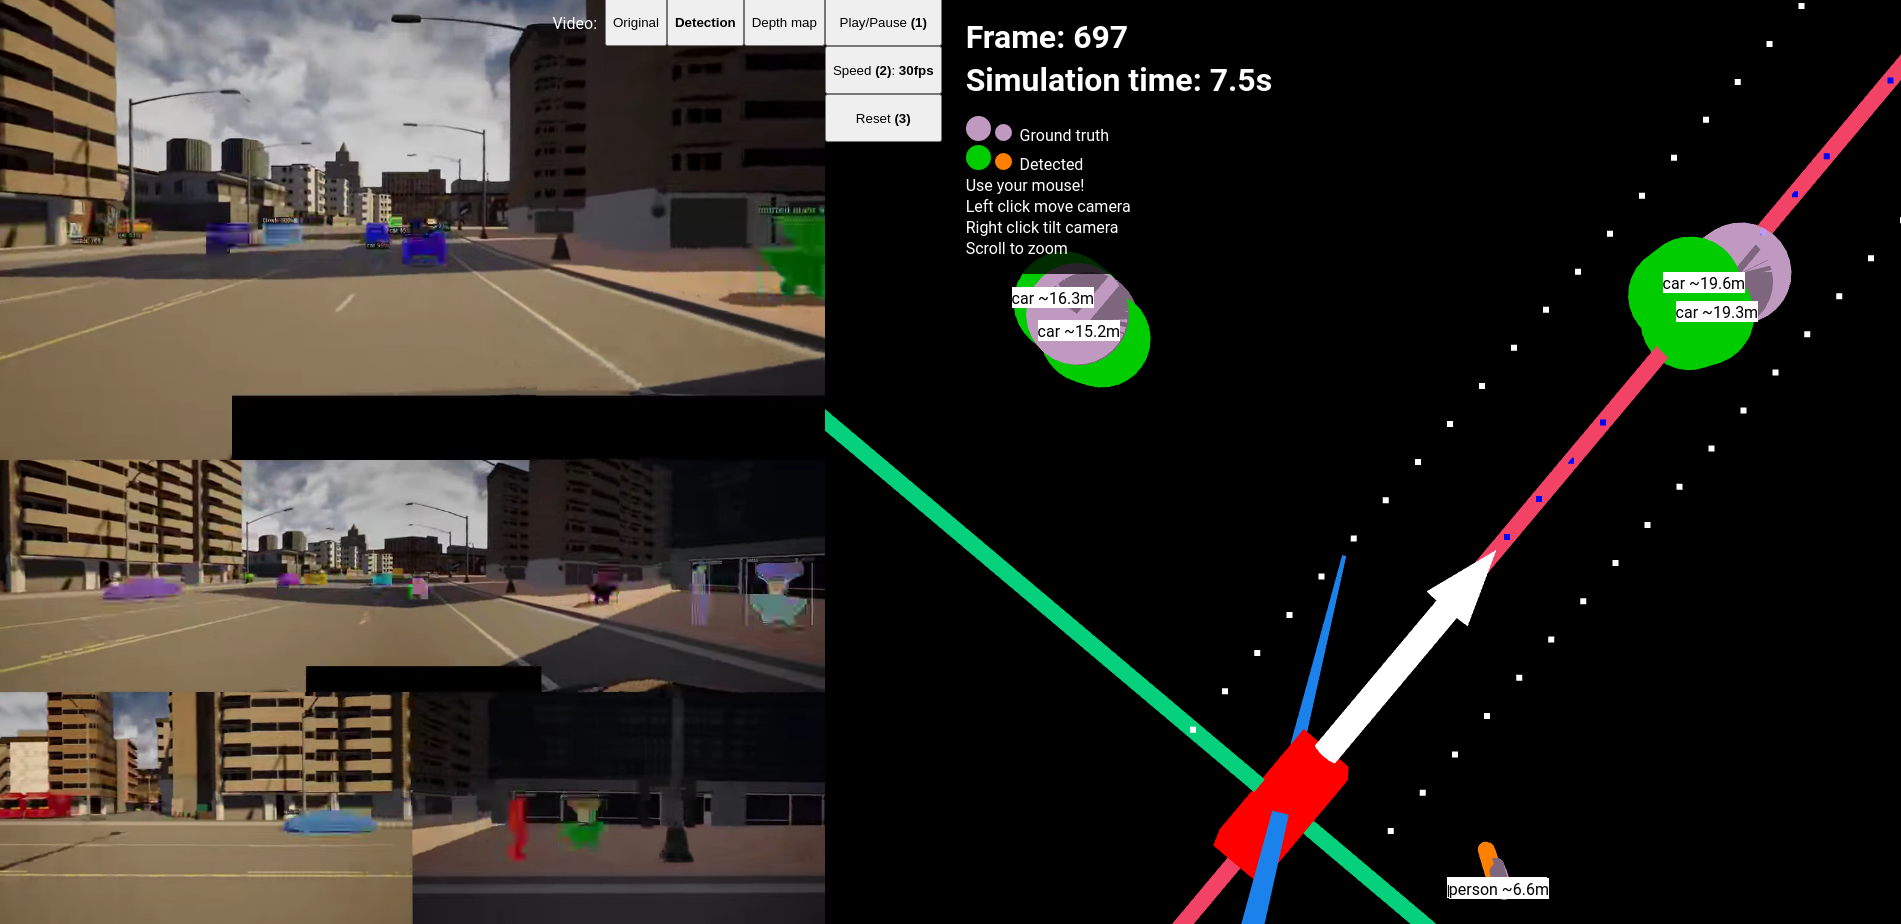 Video:
Original
Detection
Depth map
Play/Pause (1)
Speed (2): 30fps
Reset (3)
Frame: 697
Simulation time: 7.5s
Ground truth
Detected
Use your mouse!
Left click move camera
Right click tilt camera
Scroll to zoom
car ~16.3m
car ~15.2m
car ~19.6m
car ~19.3m
person ~6.6m